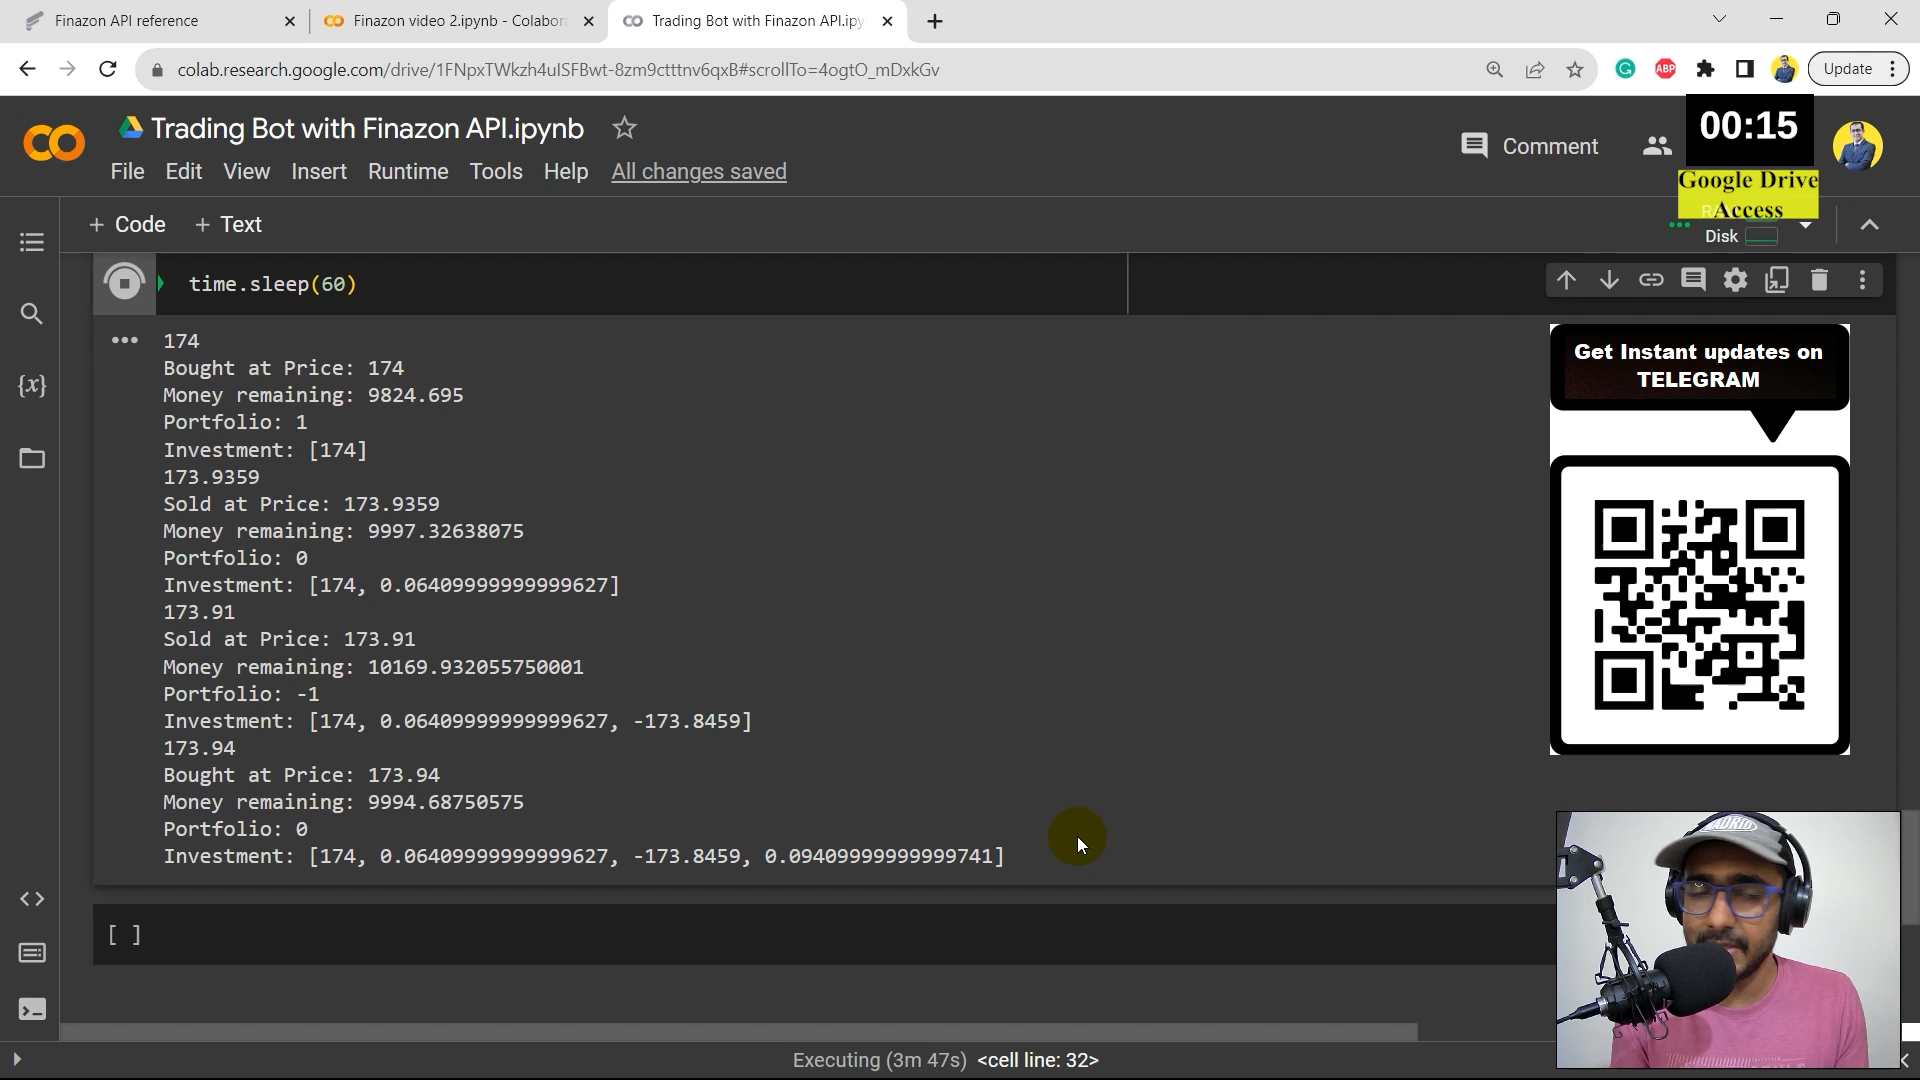 Finazon API reference
Finazon video 2.ipynb - Colabor
Trading Bot with Finazon API.ipy
colab.research.google.com/drive/1FNpxTWkzh4uISFBwt-8zm9ctttnv6qxB#scrollTo=4ogtO_mDxkGv
ABP
Update
Trading Bot with Finazon API.ipynb
00:15
Comment
File Edit View Insert Runtime Tools Help All changes saved
Google Drive
Access
+ Code + Text
Disk
time.sleep(60)
174
Bought at Price: 174
Money remaining: 9824.695
Portfolio: 1
Investment: [174]
173.9359
Sold at Price: 173.9359
Money remaining: 9997.32638075
Portfolio: 0
Investment: [174, 0.06409999999999627]
173.91
Sold at Price: 173.91
Money remaining: 10169.932055750001
Portfolio: -1
Investment: [174, 0.06409999999999627, -173.8459]
173.94
Bought at Price: 173.94
Money remaining: 9994.68750575
Portfolio: 0
Investment: [174, 0.06409999999999627, -173.8459, 0.09409999999999741]
Get Instant updates on
TELEGRAM
[ ]
Executing (3m 47s) <cell line: 32>